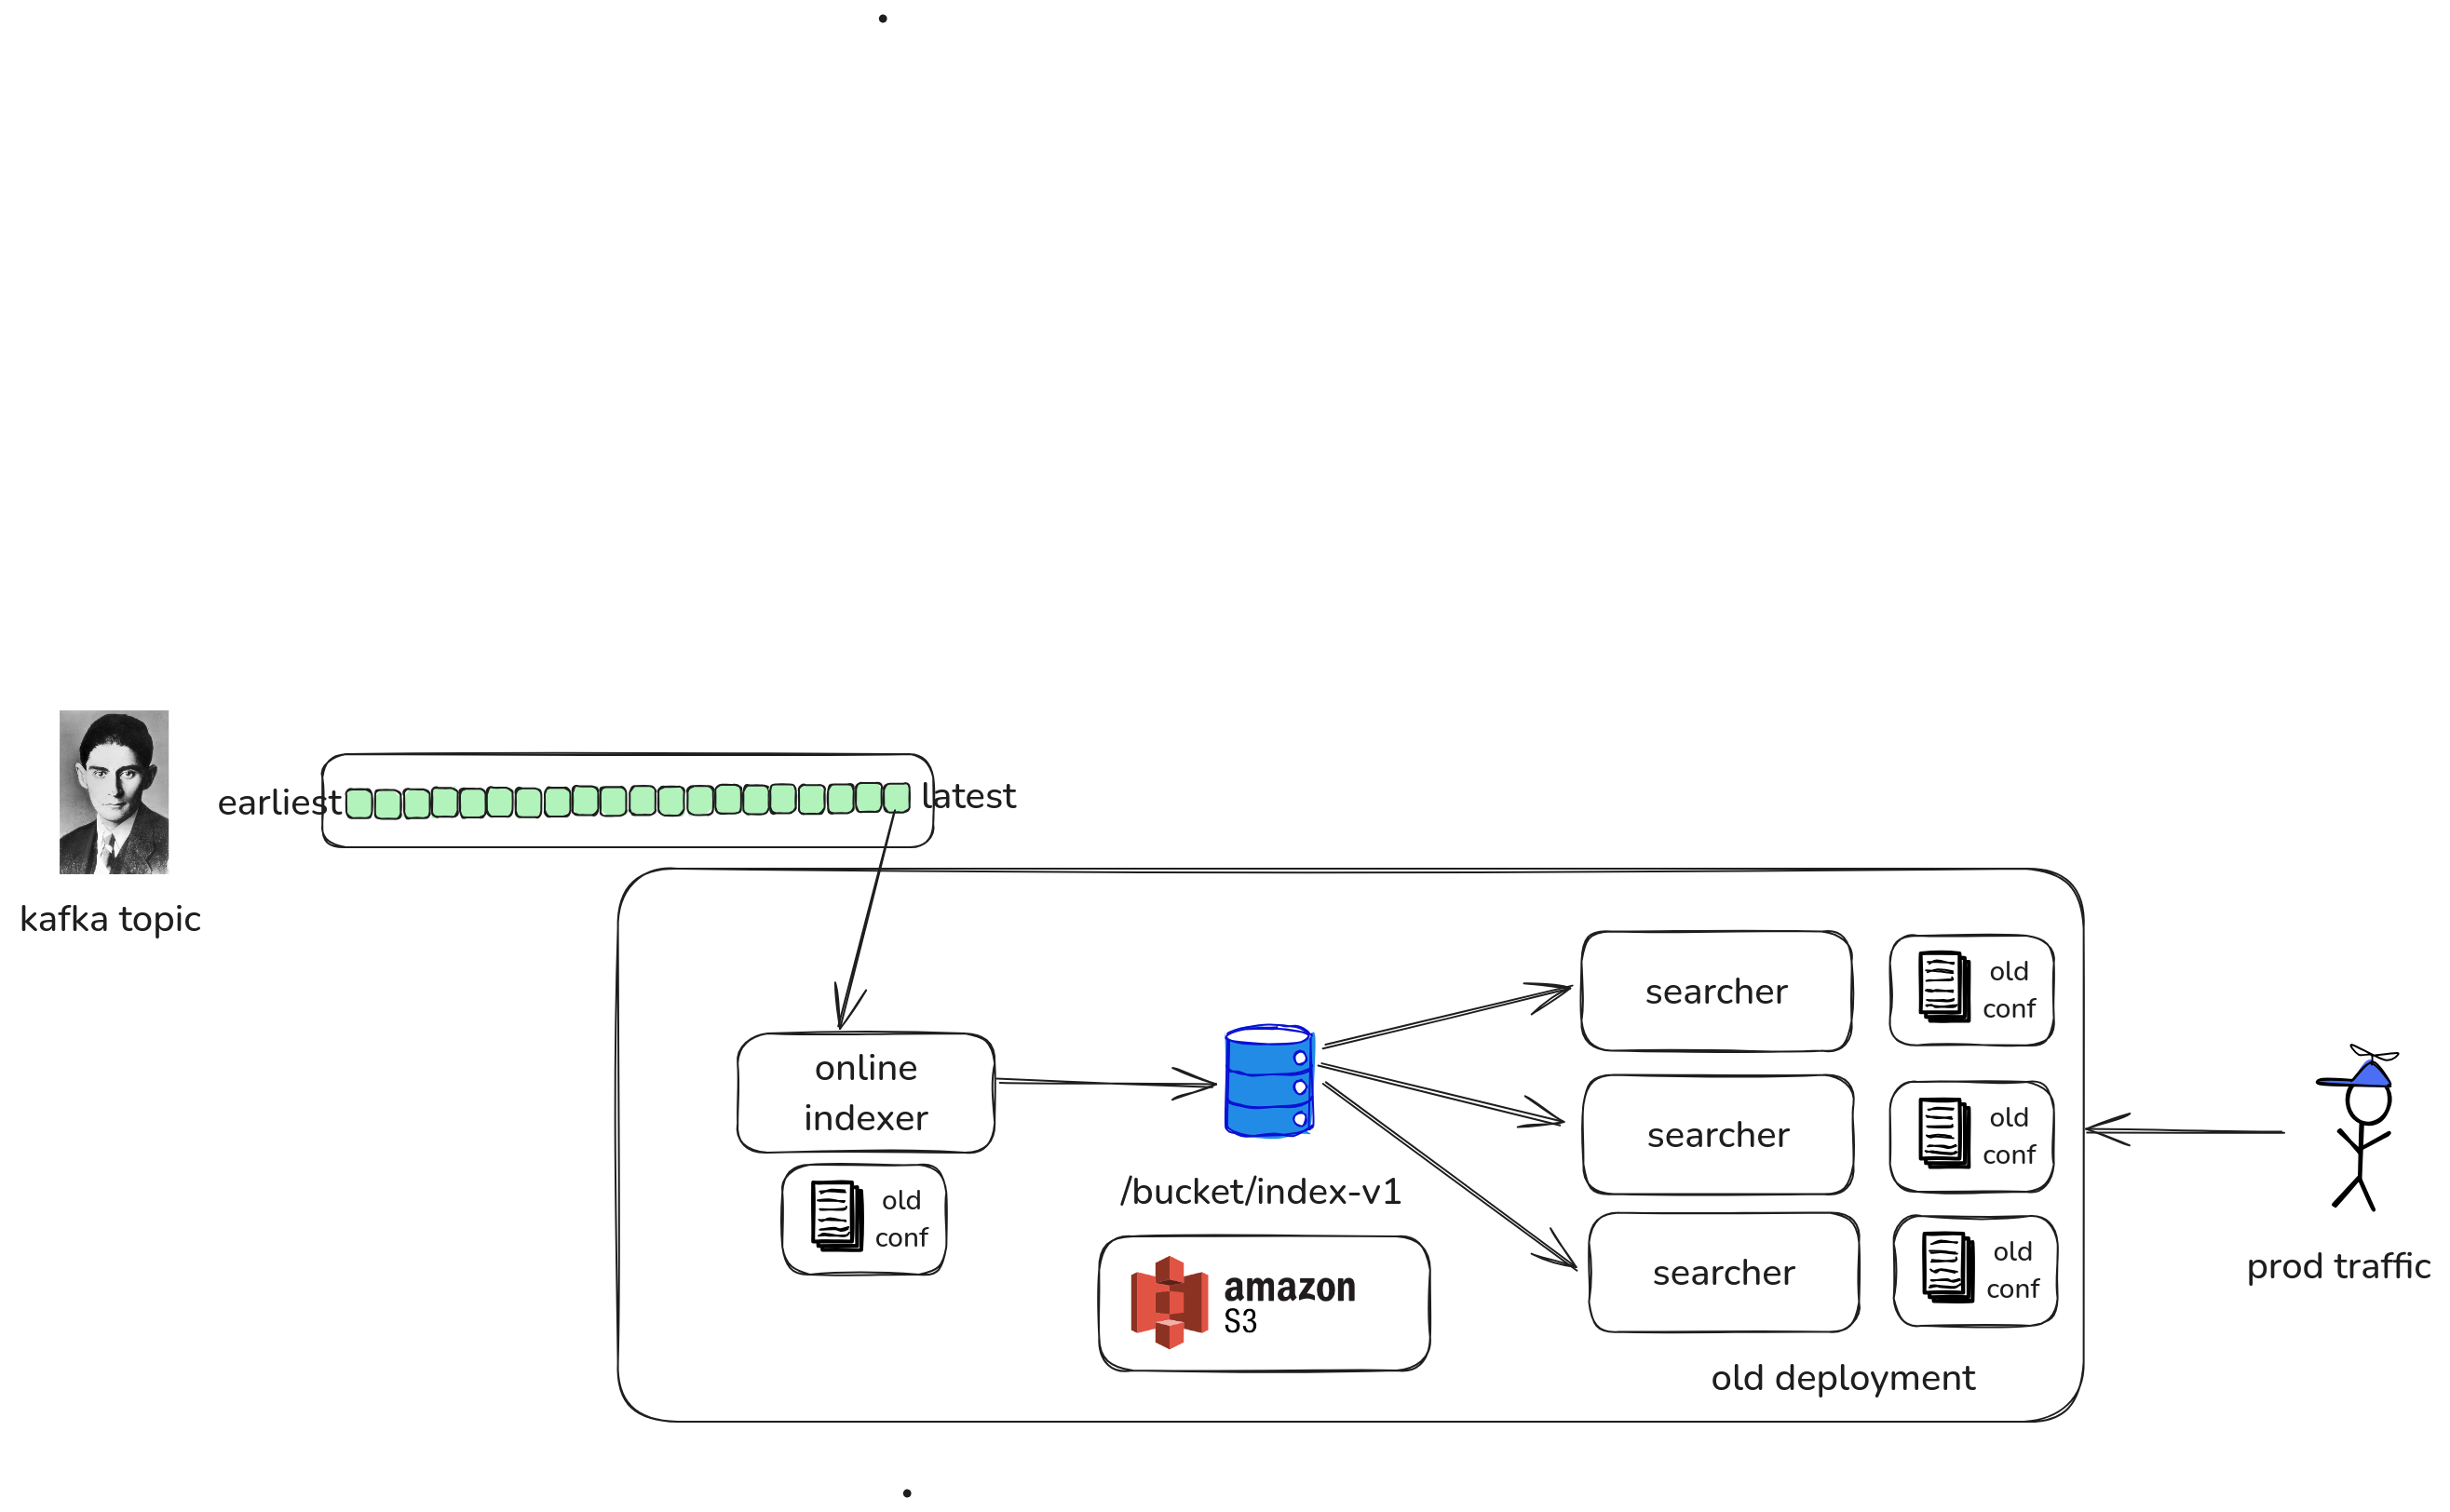 earliest
latest
kafka topic
online
indexer
old
conf
/bucket/index-v1
amazon
S3
searcher
old
conf
searcher
old
conf
searcher
old
conf
old deployment
prod traffic